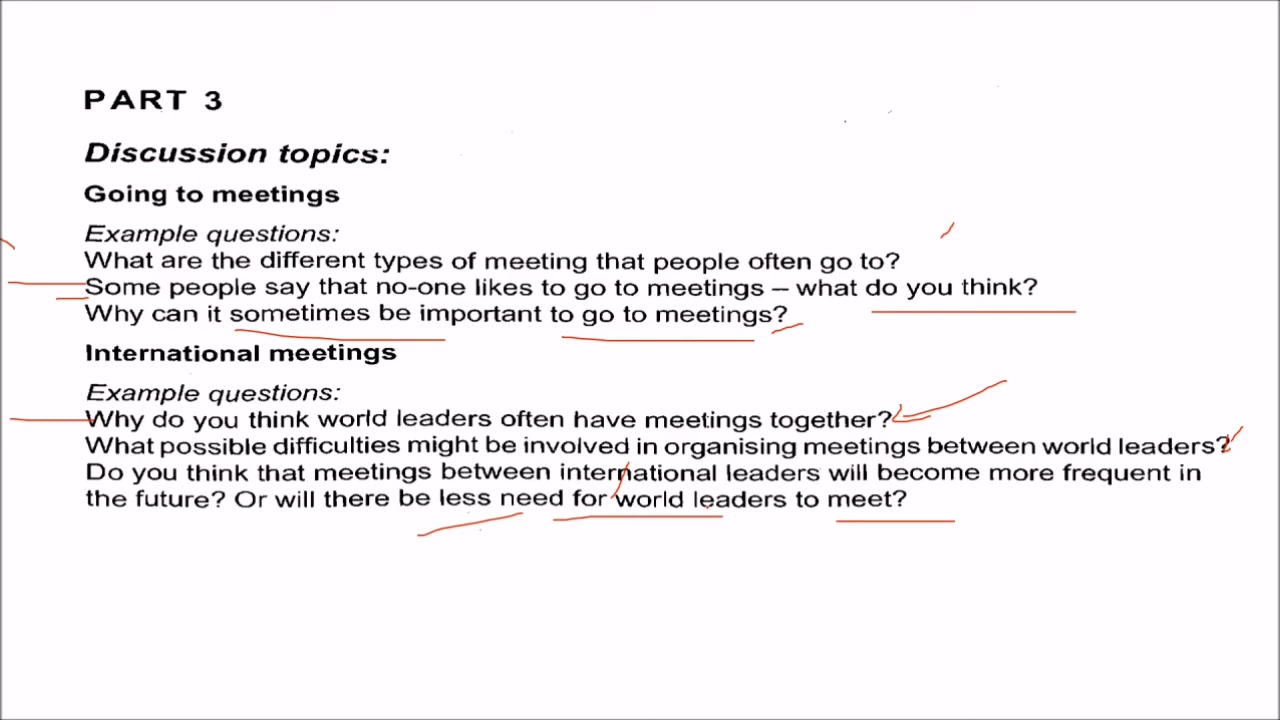 PART 3
Discussion topics:
Going to meetings
Example questions:
What are the different types of meeting that people often go to?
Some people say that no-one likes to go to meetings – what do you think?
Why can it sometimes be important to go to meetings?
International meetings
Example questions:
Why do you think world leaders often have meetings together?
What possible difficulties might be involved in organising meetings between world leaders?
Do you think that meetings between international leaders will become more frequent in
the future? Or will there be less need for world leaders to meet?